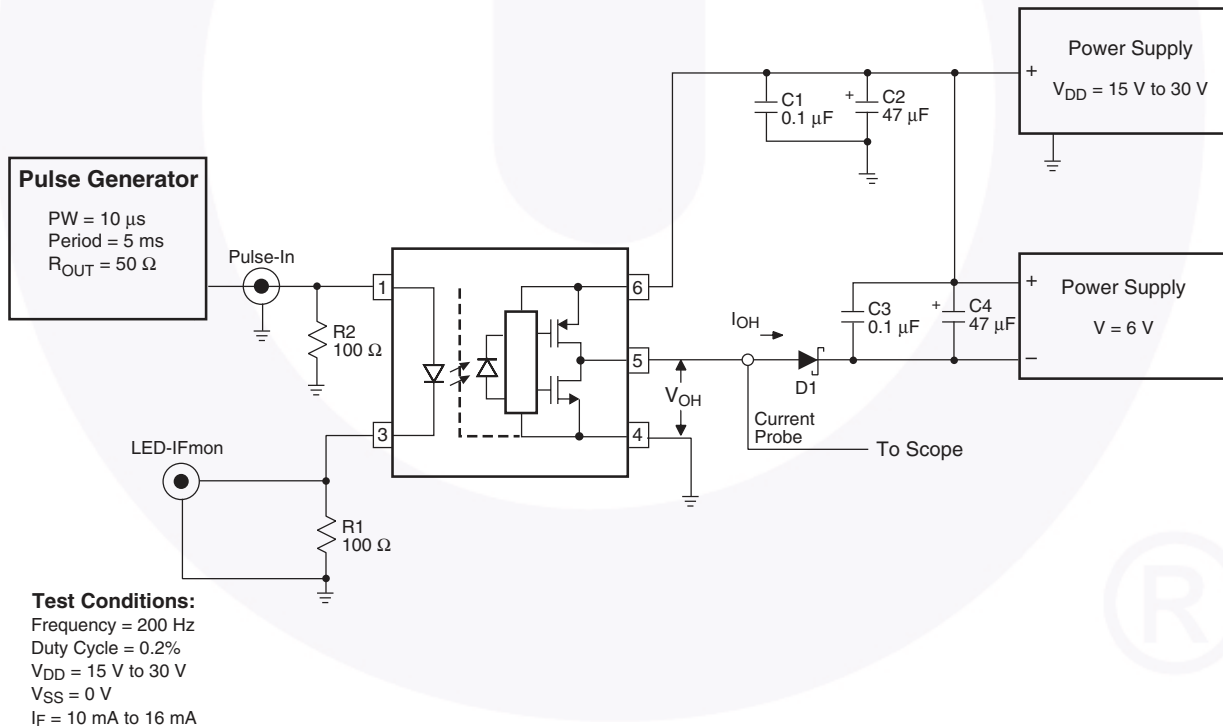 Power Supply
+
VDD = 15 V to 30 V
C1
0.1 μF
+
C2
47 μF
Pulse Generator
PW = 10 μs
Period = 5 ms
ROUT = 50 Ω
Pulse-In
1
6
+
Power Supply
V = 6 V
C3
0.1 μF
+
C4
47 μF
−
R2
100 Ω
IOH
5
D1
VOH
3
4
Current
Probe
To Scope
LED-IFmon
R1
100 Ω
Test Conditions:
Frequency = 200 Hz
Duty Cycle = 0.2%
VDD = 15 V to 30 V
VSS = 0 V
IF = 10 mA to 16 mA
®